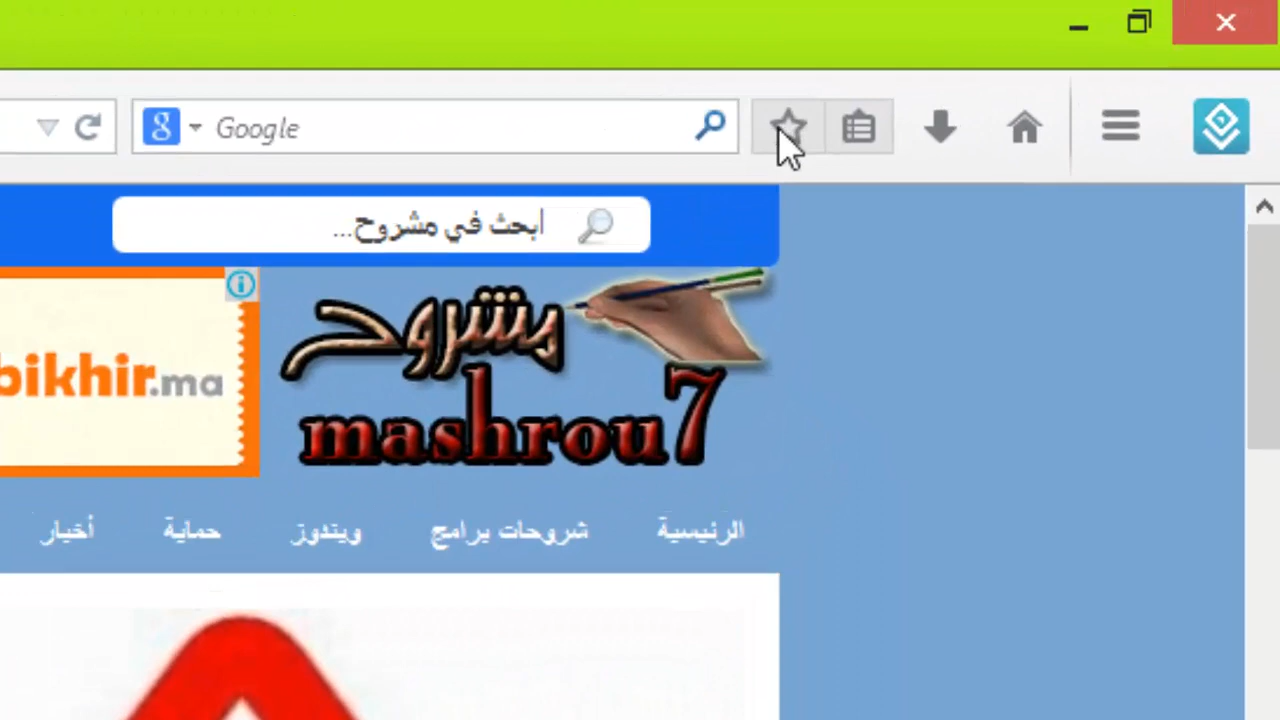 Google
ابحث في مشروح...
bikhir.ma
مشروح
mashrou7
الرئيسية شروحات برامج ويندوز حماية أخبار